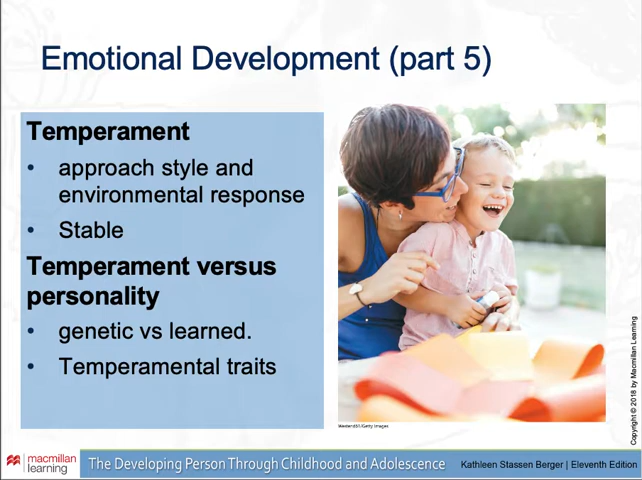 Emotional Development (part 5)
Temperament
• approach style and
environmental response
• Stable
Temperament versus
personality
• genetic vs learned.
• Temperamental traits
Westend61/Getty Images
Copyright © 2018 by Macmillan Learning
macmillan
learning
The Developing Person Through Childhood and Adolescence
Kathleen Stassen Berger | Eleventh Edition